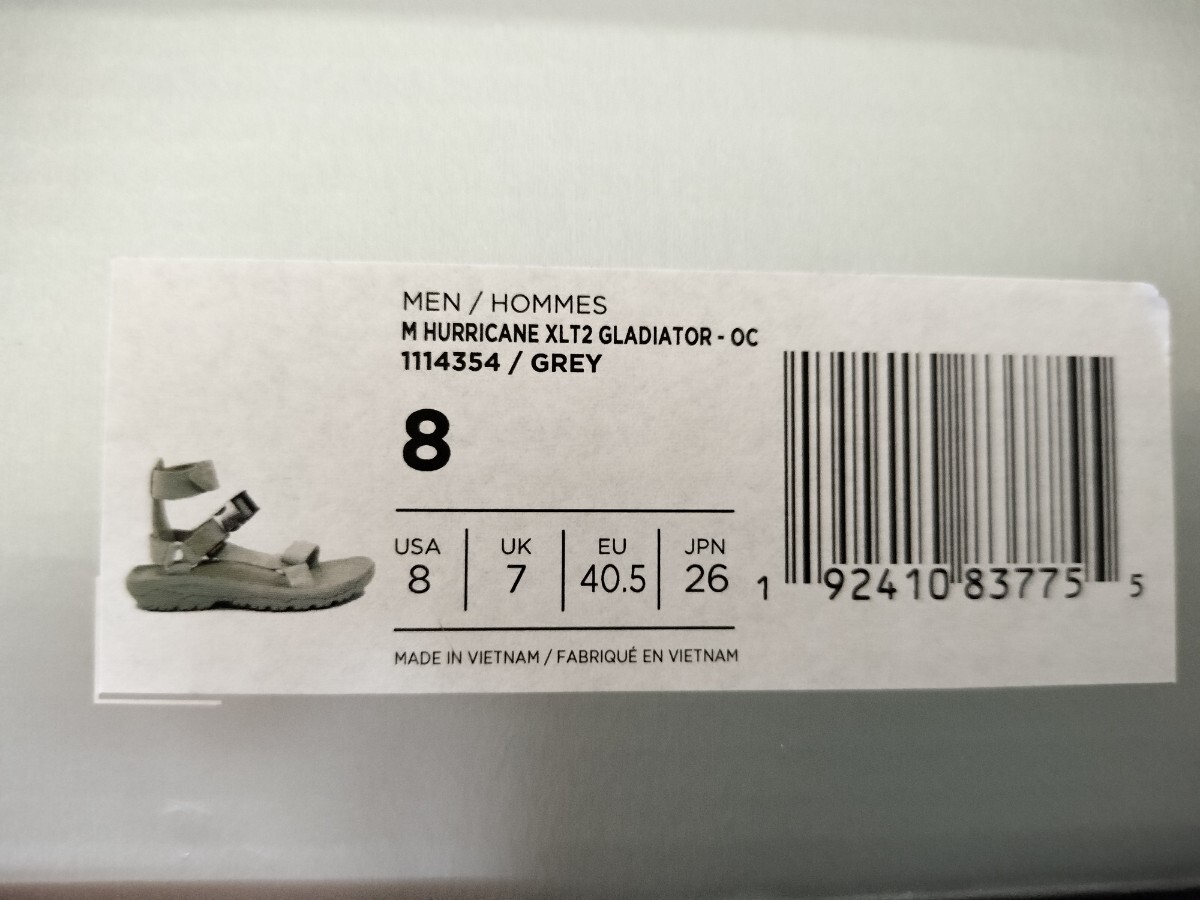 MEN / HOMMES
M HURRICANE XLT2 GLADIATOR - OC
1114354 / GREY
8
USA UK EU JPN
8 7 40.5 26
MADE IN VIETNAM / FABRIQUÉ EN VIETNAM
1 92410 83775 5